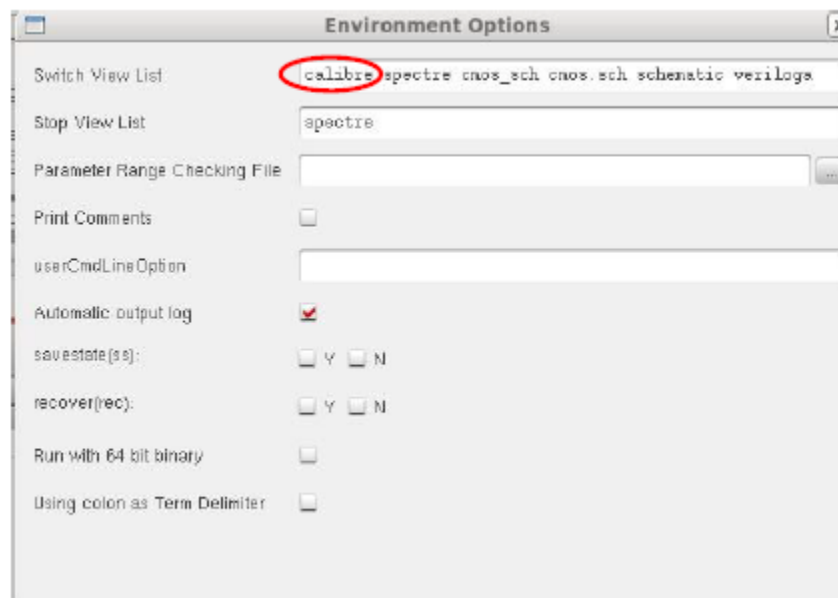 Environment Options
Switch View List calibre spectre cmos_sch cmos.sch schematic veriloga
Stop View List spectre
Parameter Range Checking File ...
Print Comments
userCmdLineOption
Automatic output log
savestate(ss): Y N
recover(rec): Y N
Run with 64 bit binary
Using colon as Term Delimiter